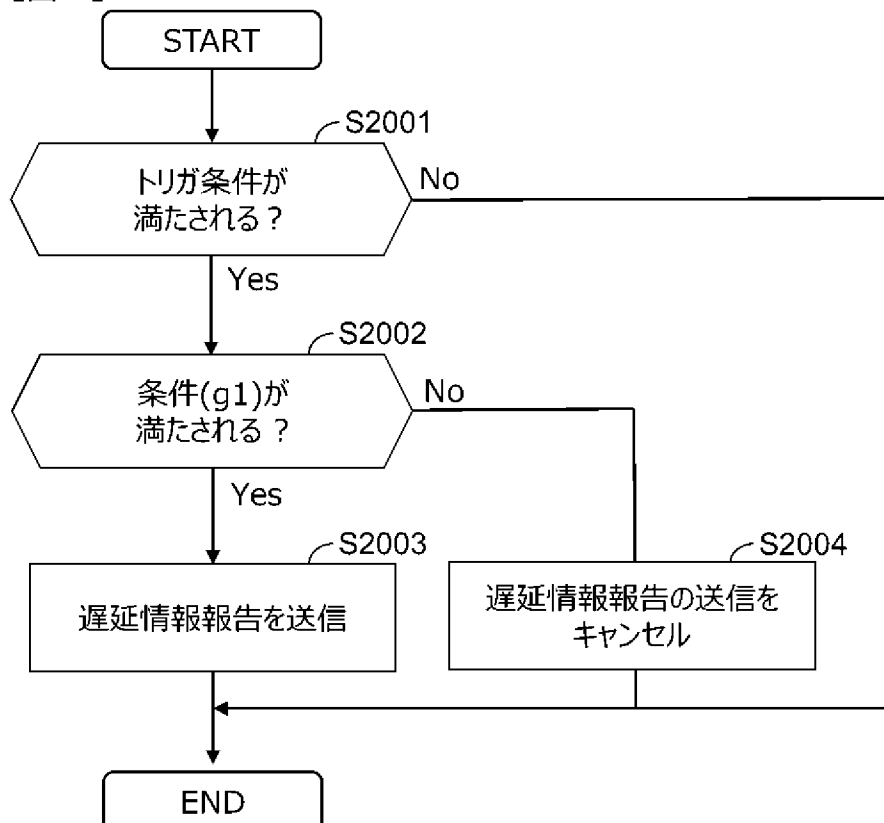 START
S2001
トリガ条件が
満たされる？
No
Yes
S2002
条件(g1)が
満たされる？
No
Yes
S2003
遅延情報報告を送信
S2004
遅延情報報告の送信を
キャンセル
END